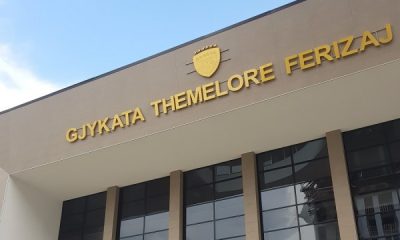 GJYKATA THEMELORE FERIZAJ